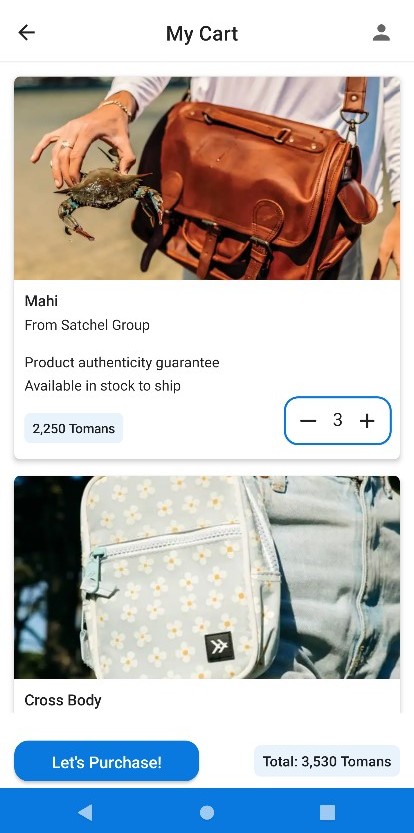 My Cart
Mahi
From Satchel Group
Product authenticity guarantee
Available in stock to ship
2,250 Tomans
3
Cross Body
Let's Purchase!
Total: 3,530 Tomans